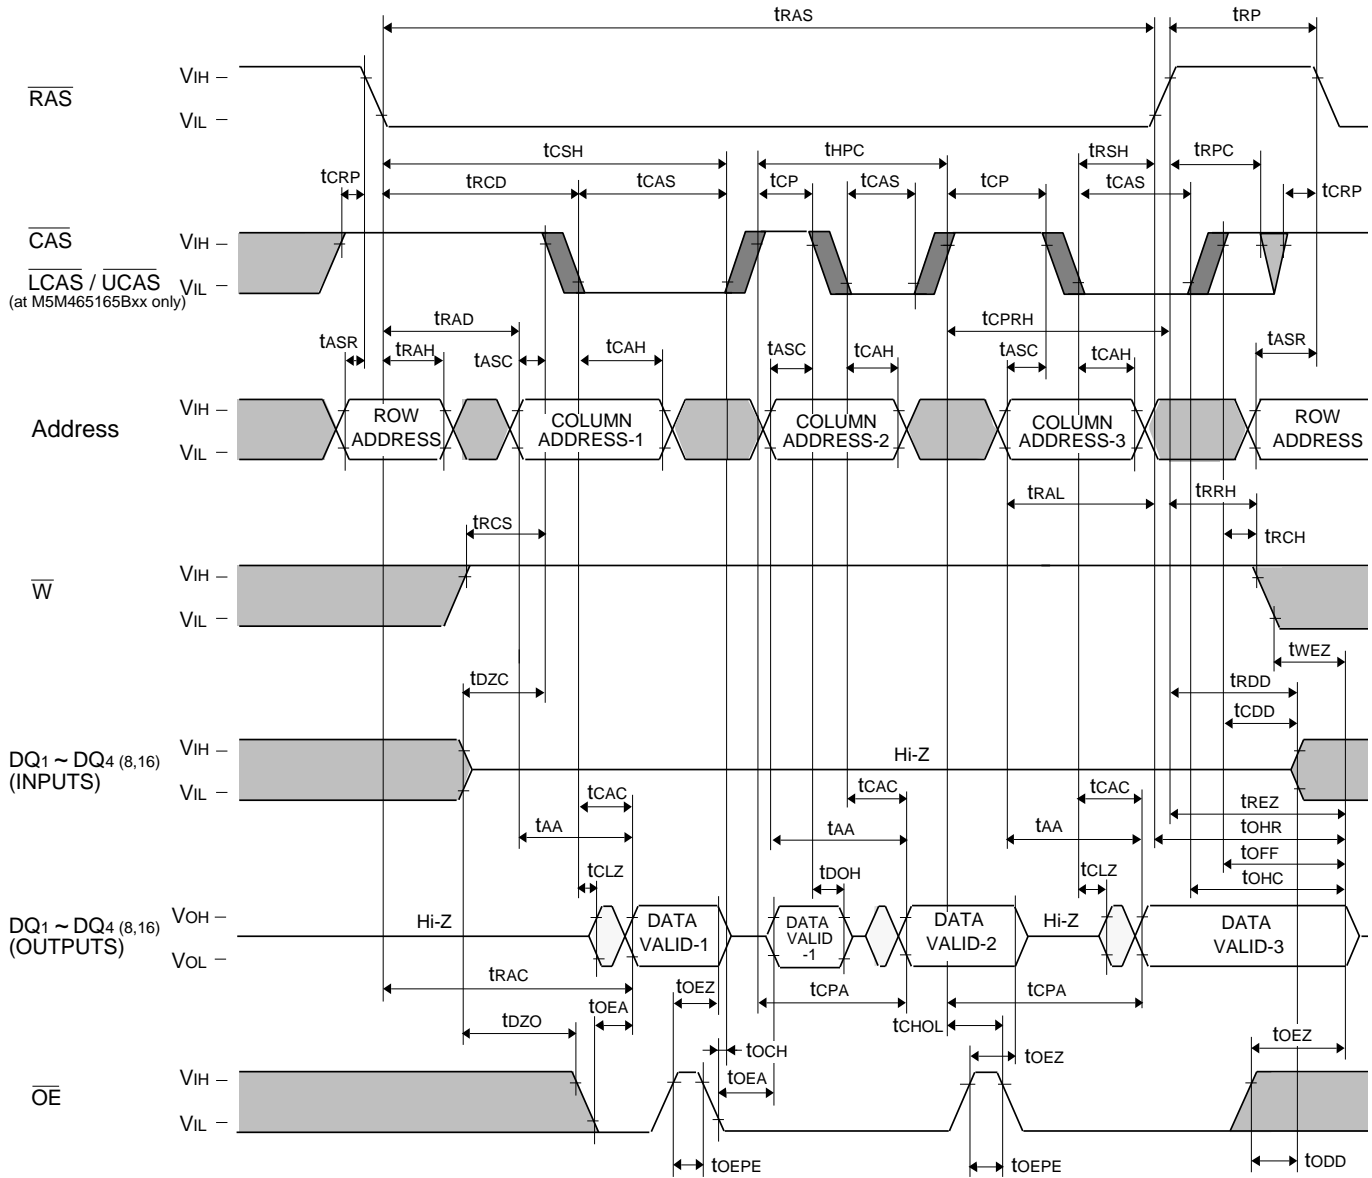 tRAS
tRP
RAS
VIH
VIL
tCSH
tHPC
tRSH
tRPC
tCRP
tRCD
tCAS
tCP
tCAS
tCP
tCAS
tCRP
CAS
VIH
LCAS / UCAS
VIL
(at M5M465165Bxx only)
tRAD
tCPRH
tASR
tRAH
tASC
tCAH
tASC
tCAH
tASC
tCAH
tASR
Address
VIH
VIL
ROW
ADDRESS
COLUMN
ADDRESS-1
COLUMN
ADDRESS-2
COLUMN
ADDRESS-3
ROW
ADDRESS
tRAL
tRRH
tRCS
tRCH
W
VIH
VIL
tWEZ
tDZC
tRDD
tCDD
DQ1 ~ DQ4 (8,16)
(INPUTS)
VIH
VIL
Hi-Z
tCAC
tCAC
tCAC
tREZ
tAA
tAA
tAA
tOHR
tOFF
tCLZ
tDOH
tCLZ
tOHC
DQ1 ~ DQ4 (8,16)
(OUTPUTS)
VOH
VOL
Hi-Z
DATA
VALID-1
DATA
VALID
-1
DATA
VALID-2
Hi-Z
DATA
VALID-3
tRAC
tOEZ
tCPA
tCPA
tOEA
tCHOL
tDZO
tOCH
tOEZ
tOEZ
tOEA
OE
VIH
VIL
tOEPE
tOEPE
tODD